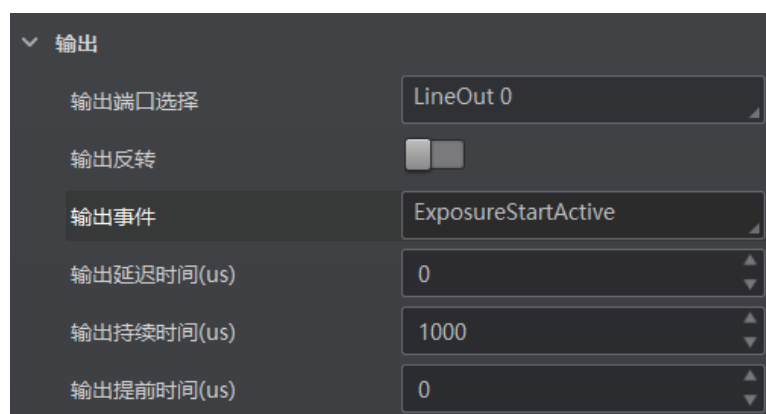 输出
输出端口选择 LineOut 0
输出反转
输出事件 ExposureStartActive
输出延迟时间(us) 0
输出持续时间(us) 1000
输出提前时间(us) 0